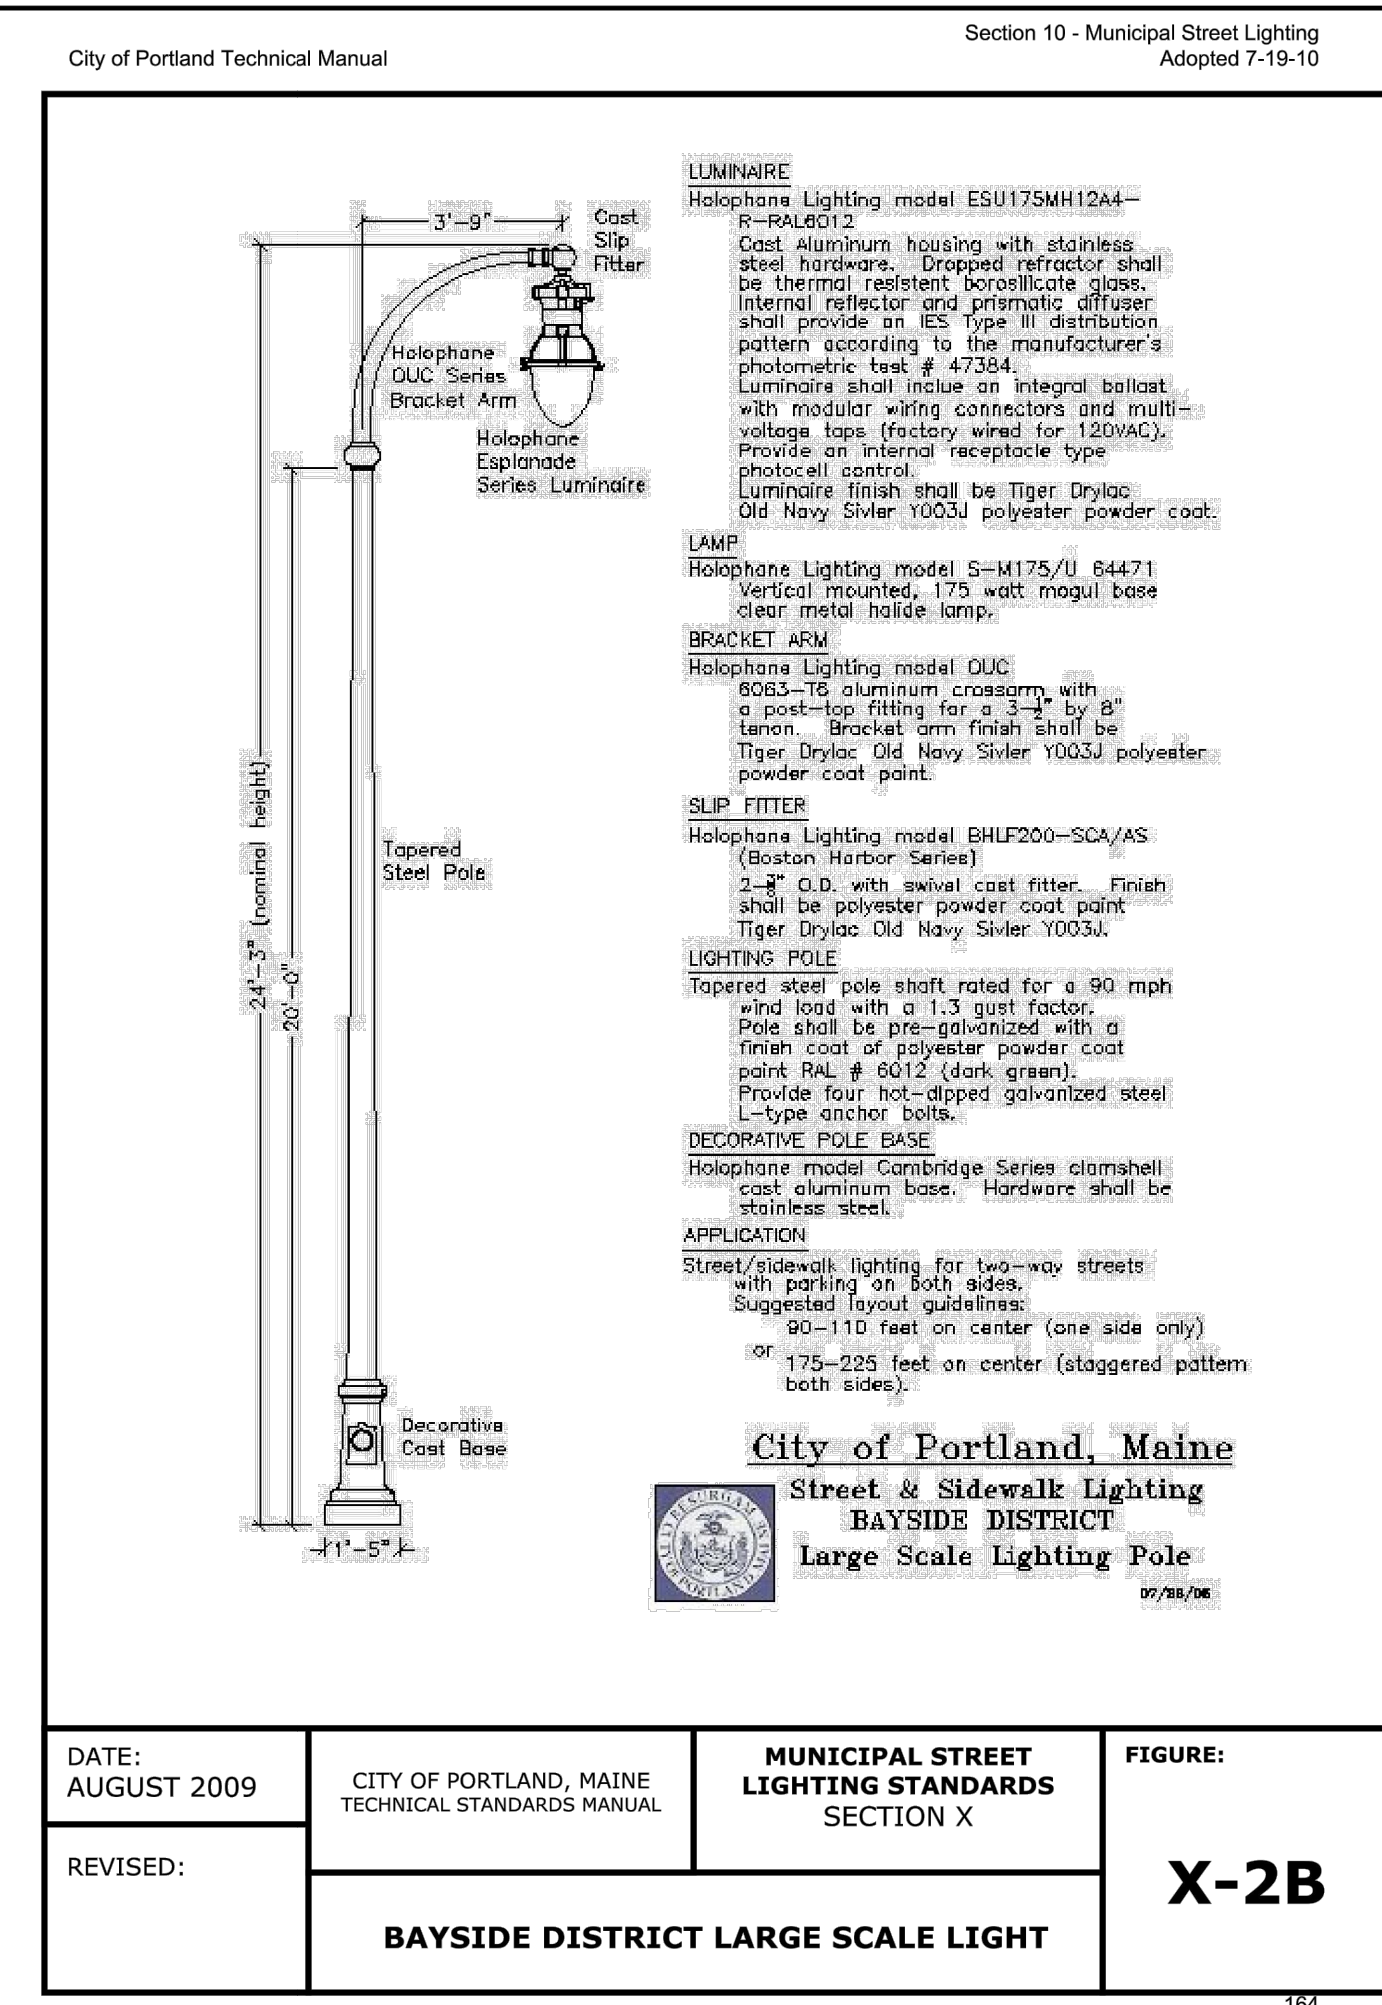 City of Portland Technical Manual
Section 10 - Municipal Street Lighting
Adopted 7-19-10
3'-9"
Cast
Slip
Fitter
Holophane
OUC Series
Bracket Arm
Holophane
Esplanade
Series Luminaire
24'-3" (nominal height)
20'-0"
Tapered
Steel Pole
Decorative
Cast Base
1'-5"
LUMINAIRE
Holophane Lighting model ESU175MH12A4-
R-RAL6012
Cast Aluminum housing with stainless
steel hardware. Dropped refractor shall
be thermal resistent borosilicate glass.
Internal reflector and prismatic diffuser
shall provide an IES Type III distribution
pattern according to the manufacturer's
photometric test # 47384.
Luminaire shall inclue an integral ballast
with modular wiring connectors and multi-
voltage taps (factory wired for 120VAC).
Provide an internal receptacle type
photocell control.
Luminaire finish shall be Tiger Drylac
Old Navy Sivler Y003J polyester powder coat.
LAMP
Holophane Lighting model S-M175/U 64471
Vertical mounted, 175 watt mogul base
clear metal halide lamp.
BRACKET ARM
Holophane Lighting model OUC
6063-T6 aluminum crossarm with
a post-top fitting for a 3-1/2" by 8"
tenon. Bracket arm finish shall be
Tiger Drylac Old Navy Sivler Y003J polyester
powder coat paint.
SLIP FITTER
Holophane Lighting model BHLF200-SCA/AS
(Boston Harbor Series)
2-3/8" O.D. with swival cast fitter. Finish
shall be polyester powder coat paint
Tiger Drylac Old Navy Sivler Y003J.
LIGHTING POLE
Tapered steel pole shaft rated for a 90 mph
wind load with a 1.3 gust factor.
Pole shall be pre-galvanized with a
finish coat of polyester powder coat
paint RAL # 6012 (dark green).
Provide four hot-dipped galvanized steel
L-type anchor bolts.
DECORATIVE POLE BASE
Holophane model Cambridge Series clamshell
cast aluminum base. Hardware shall be
stainless steel.
APPLICATION
Street/sidewalk lighting for two-way streets
with parking on both sides.
Suggested layout guidelines:
90-110 feet on center (one side only)
or
175-225 feet on center (staggered pattern
both sides).
City of Portland, Maine
Street & Sidewalk Lighting
BAYSIDE DISTRICT
Large Scale Lighting Pole
RESURGAM
DATE:
AUGUST 2009
REVISED:
CITY OF PORTLAND, MAINE
TECHNICAL STANDARDS MANUAL
MUNICIPAL STREET
LIGHTING STANDARDS
SECTION X
BAYSIDE DISTRICT LARGE SCALE LIGHT
FIGURE:
X-2B
164